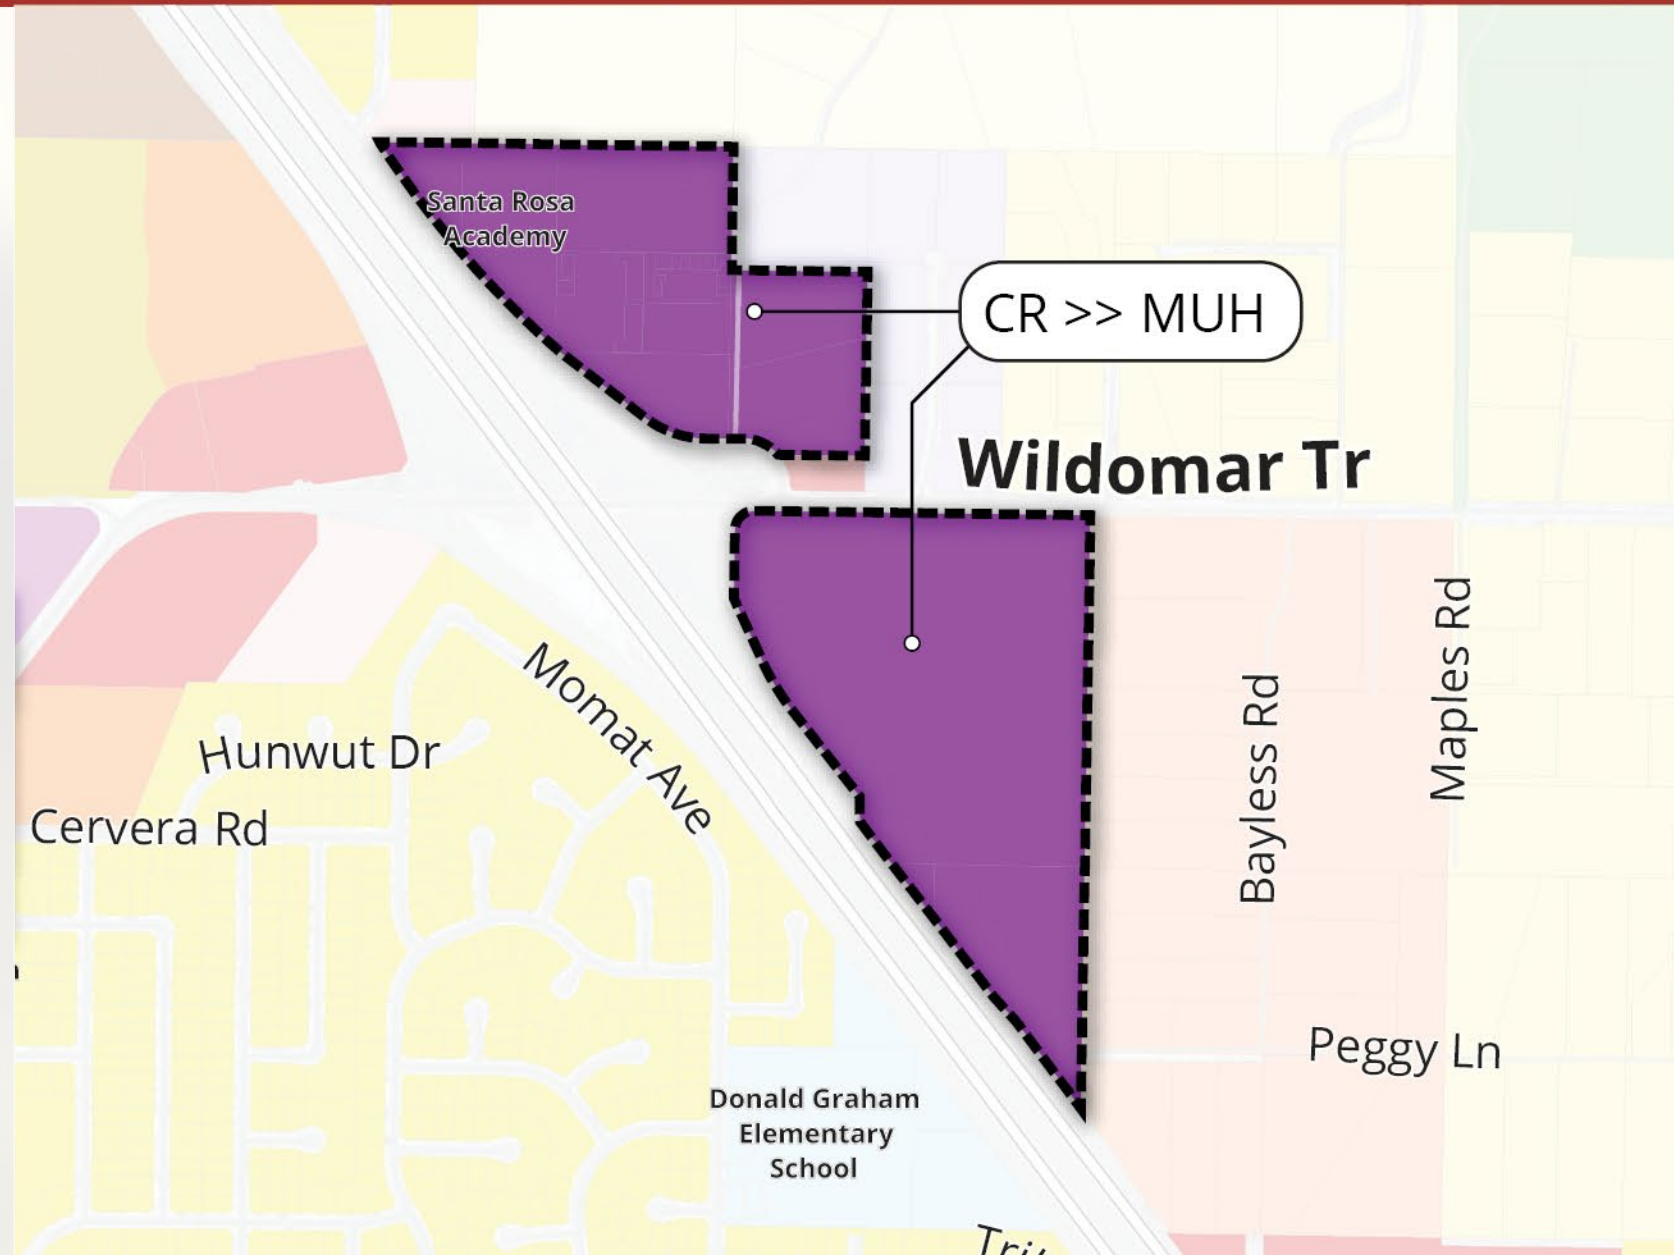 Santa Rosa
Academy
CR >> MUH
Wildomar Tr
Momat Ave
Hunwut Dr
Cervera Rd
Bayless Rd
Maples Rd
Peggy Ln
Donald Graham
Elementary
School